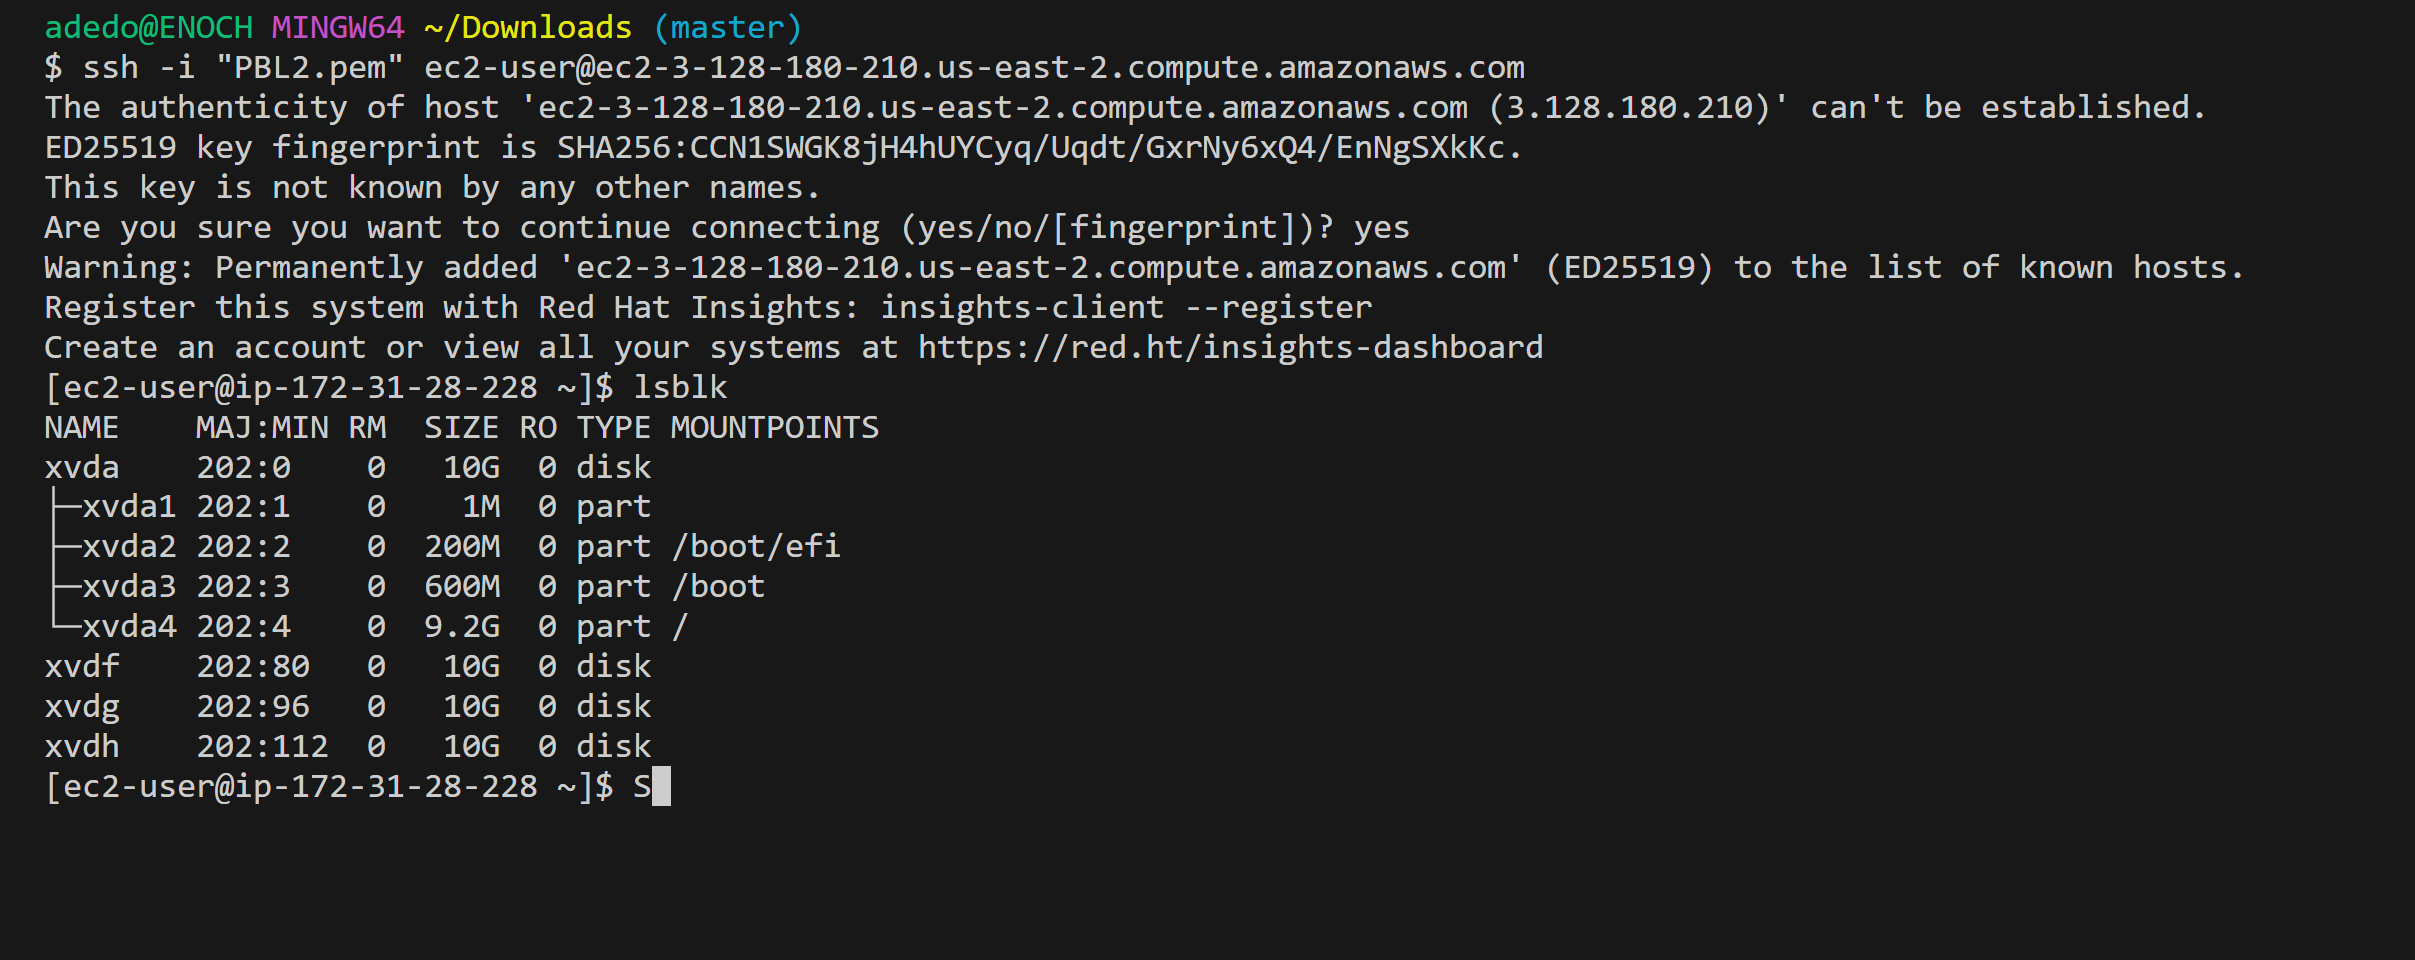 adedo@ENOCH MINGW64 ~/Downloads (master)
$ ssh -i "PBL2.pem" ec2-user@ec2-3-128-180-210.us-east-2.compute.amazonaws.com
The authenticity of host 'ec2-3-128-180-210.us-east-2.compute.amazonaws.com (3.128.180.210)' can't be established.
ED25519 key fingerprint is SHA256:CCN1SWGK8jH4hUYCyq/Uqdt/GxrNy6xQ4/EnNgSXkKc.
This key is not known by any other names.
Are you sure you want to continue connecting (yes/no/[fingerprint])? yes
Warning: Permanently added 'ec2-3-128-180-210.us-east-2.compute.amazonaws.com' (ED25519) to the list of known hosts.
Register this system with Red Hat Insights: insights-client --register
Create an account or view all your systems at https://red.ht/insights-dashboard
[ec2-user@ip-172-31-28-228 ~]$ lsblk
NAME    MAJ:MIN RM  SIZE RO TYPE MOUNTPOINTS
xvda    202:0    0   10G  0 disk
├─xvda1 202:1    0    1M  0 part
├─xvda2 202:2    0  200M  0 part /boot/efi
├─xvda3 202:3    0  600M  0 part /boot
└─xvda4 202:4    0  9.2G  0 part /
xvdf    202:80   0   10G  0 disk
xvdg    202:96   0   10G  0 disk
xvdh    202:112  0   10G  0 disk
[ec2-user@ip-172-31-28-228 ~]$ S